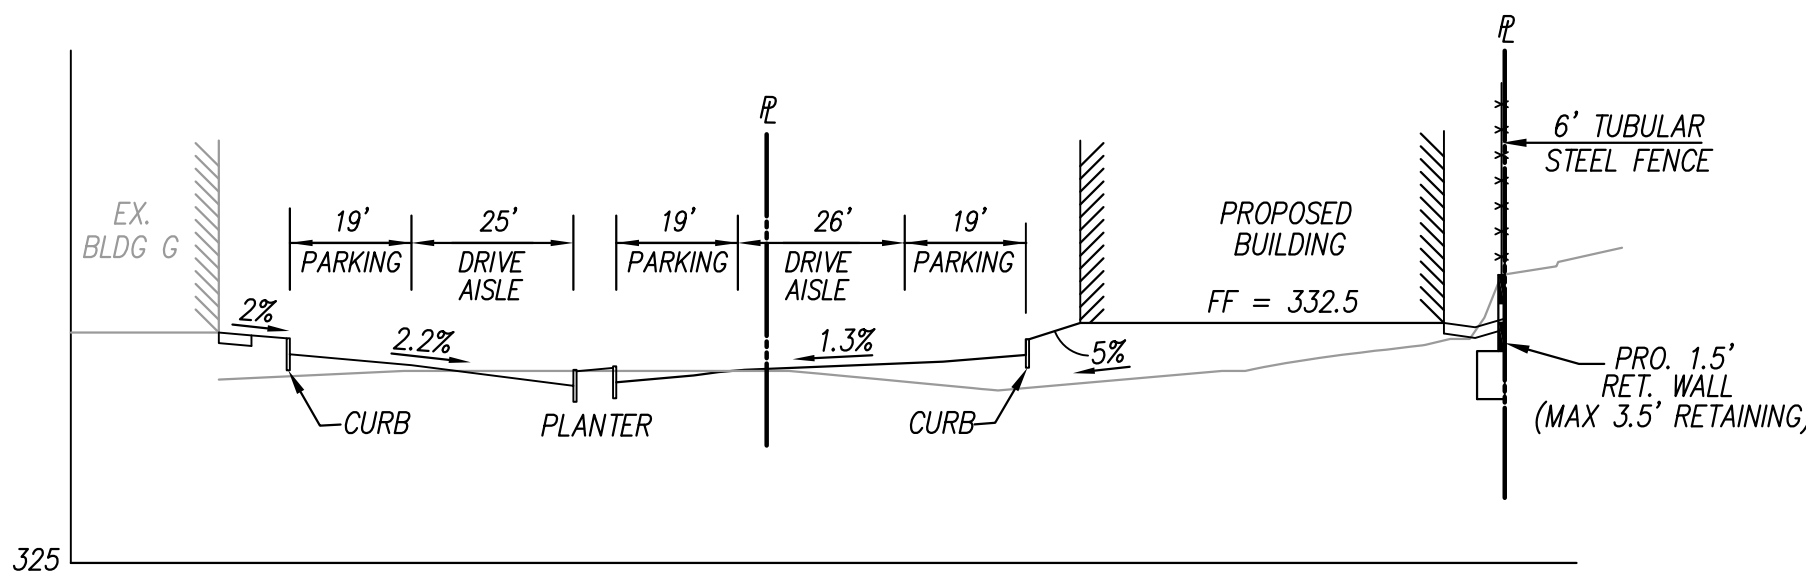 ℄
℄
6' TUBULAR
STEEL FENCE
EX.
BLDG G
19'
PARKING
25'
DRIVE
AISLE
19'
PARKING
26'
DRIVE
AISLE
19'
PARKING
PROPOSED
BUILDING
FF = 332.5
2%
2.2%
1.3%
5%
CURB
PLANTER
CURB
PRO. 1.5'
RET. WALL
(MAX 3.5' RETAINING)
325